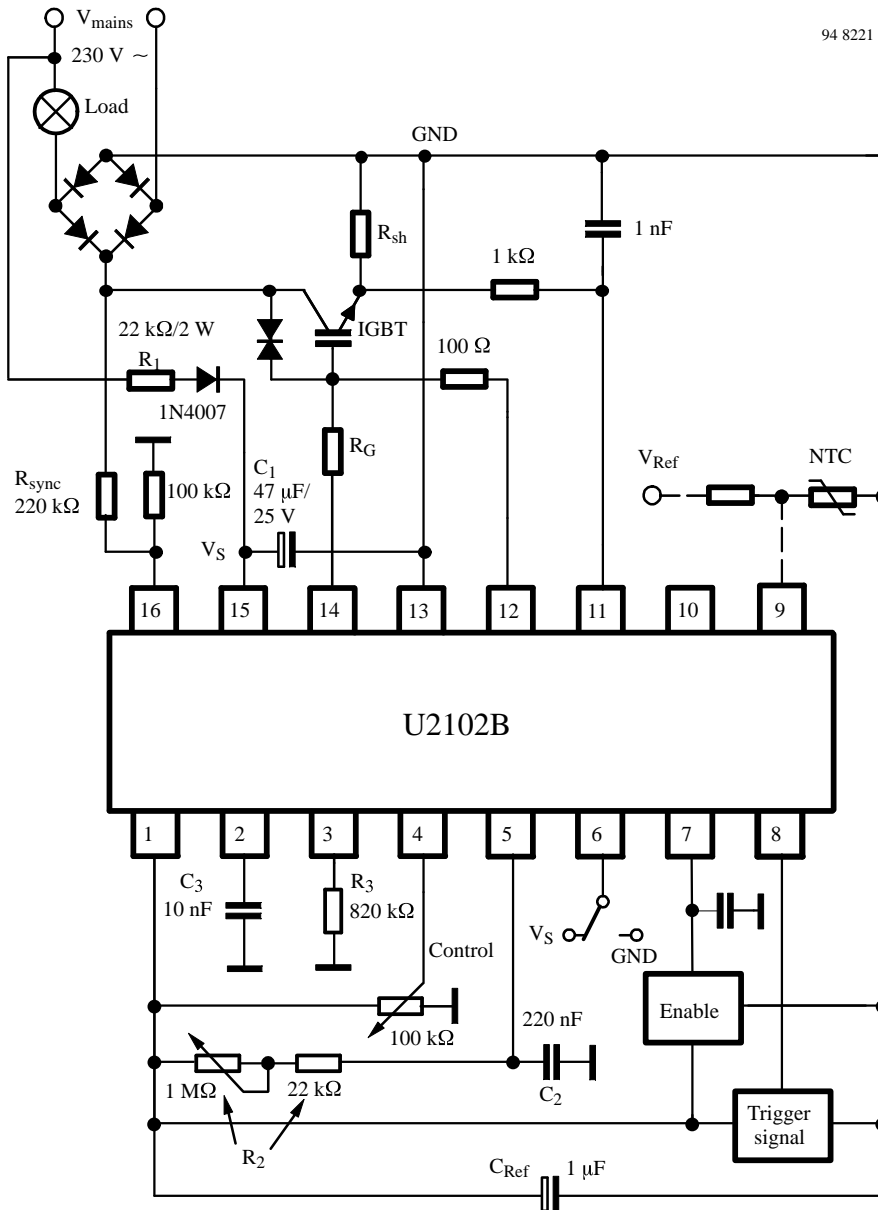 V_mains
94 8221
230 V ~
Load
GND
R_sh
1 nF
1 kΩ
22 kΩ/2 W
IGBT
R_1
100 Ω
1N4007
R_G
V_Ref
NTC
C_1
R_sync
47 μF/
100 kΩ
220 kΩ
25 V
V_S
16
15
14
13
12
11
10
9
U2102B
1
2
3
4
5
6
7
8
C_3
R_3
10 nF
820 kΩ
V_S
Control
GND
Enable
220 nF
100 kΩ
1 MΩ
22 kΩ
C_2
Trigger
signal
R_2
C_Ref
1 μF